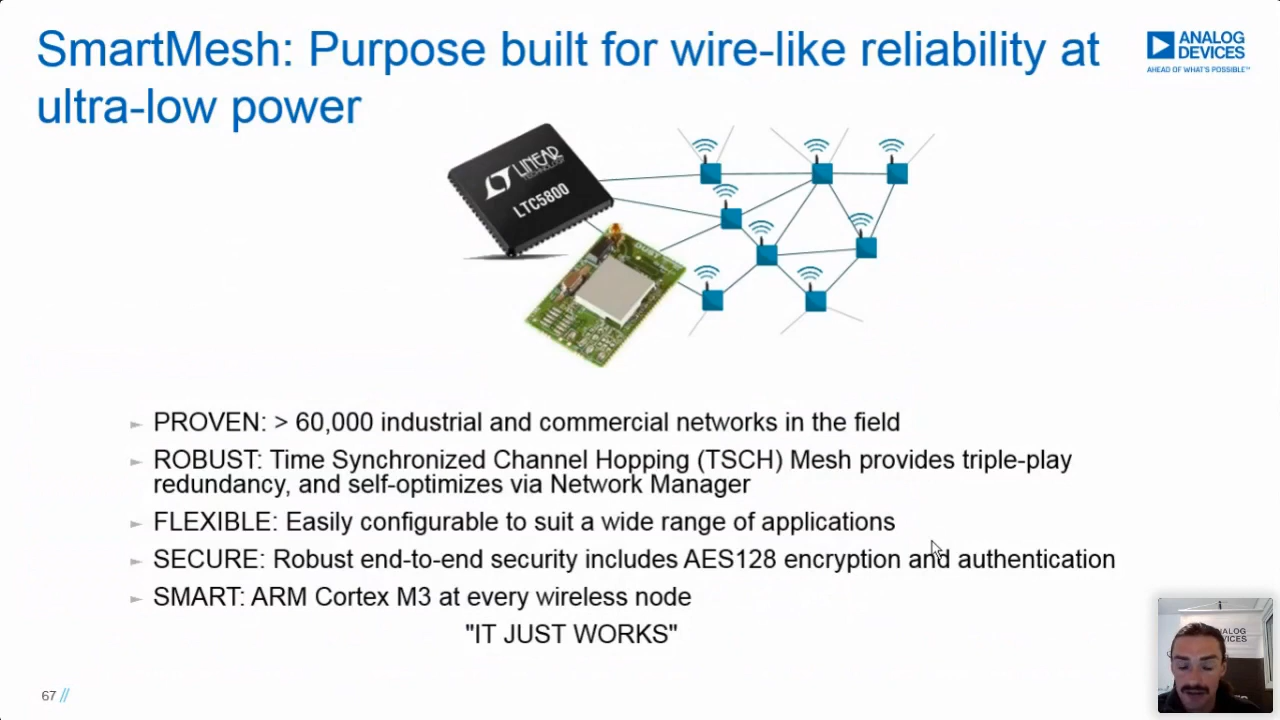 SmartMesh: Purpose built for wire-like reliability at
ultra-low power
ANALOG
DEVICES
AHEAD OF WHAT'S POSSIBLE™
LINEAR
TECHNOLOGY
LTC5800
PROVEN: > 60,000 industrial and commercial networks in the field
ROBUST: Time Synchronized Channel Hopping (TSCH) Mesh provides triple-play
redundancy, and self-optimizes via Network Manager
FLEXIBLE: Easily configurable to suit a wide range of applications
SECURE: Robust end-to-end security includes AES128 encryption and authentication
SMART: ARM Cortex M3 at every wireless node
"IT JUST WORKS"
67 //